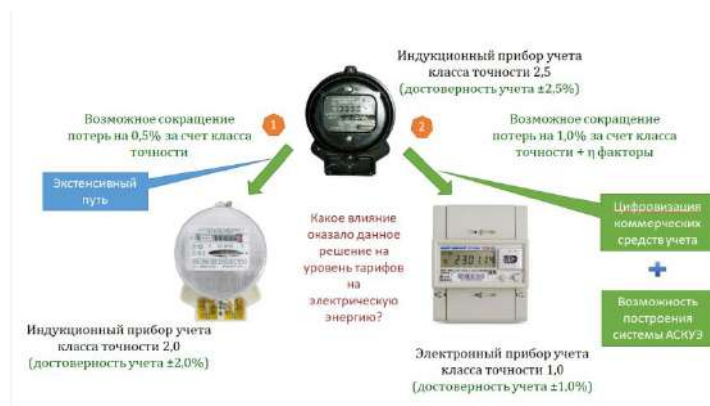 Индукционный прибор учета
класса точности 2,5
(достоверность учета ±2,5%)
1
2
Возможное сокращение
потерь на 0,5% за счет класса
точности
Возможное сокращение
потерь на 1,0% за счет класса
точности + η факторы
Экстенсивный
путь
Цифровизация
коммерческих
средств учета
+
Возможность
построения
системы АСКУЭ
Какое влияние
оказало данное
решение на
уровень тарифов
на
электрическую
энергию?
Индукционный прибор учета
класса точности 2,0
(достоверность учета ±2,0%)
Электронный прибор учета
класса точности 1,0
(достоверность учета ±1,0%)